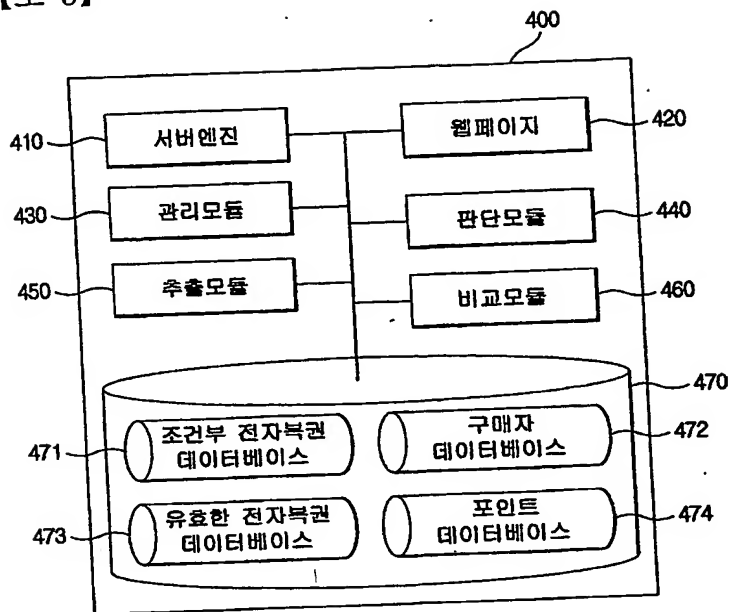 400
410 서버엔진 웹페이지 420
430 관리모듈 판단모듈 440
450 추출모듈 비교모듈 460
470
471 조건부 전자복권 데이터베이스
구매자 데이터베이스 472
473 유효한 전자복권 데이터베이스
포인트 데이터베이스 474